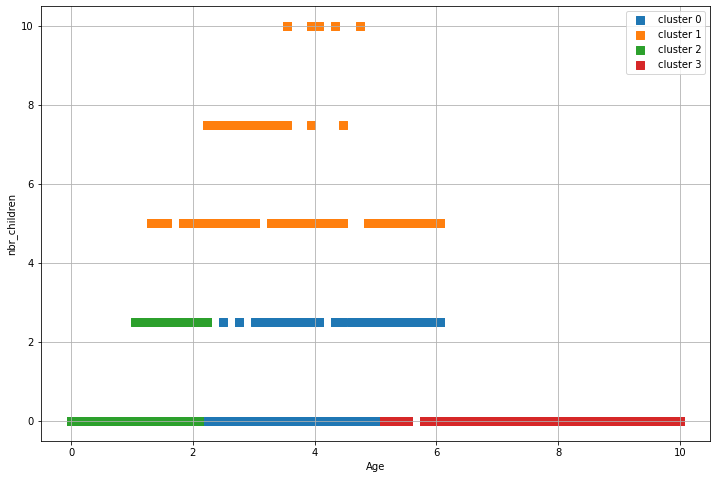 10
8
6
4
2
0
nbr_children
0
2
4
6
8
10
Age
cluster 0
cluster 1
cluster 2
cluster 3